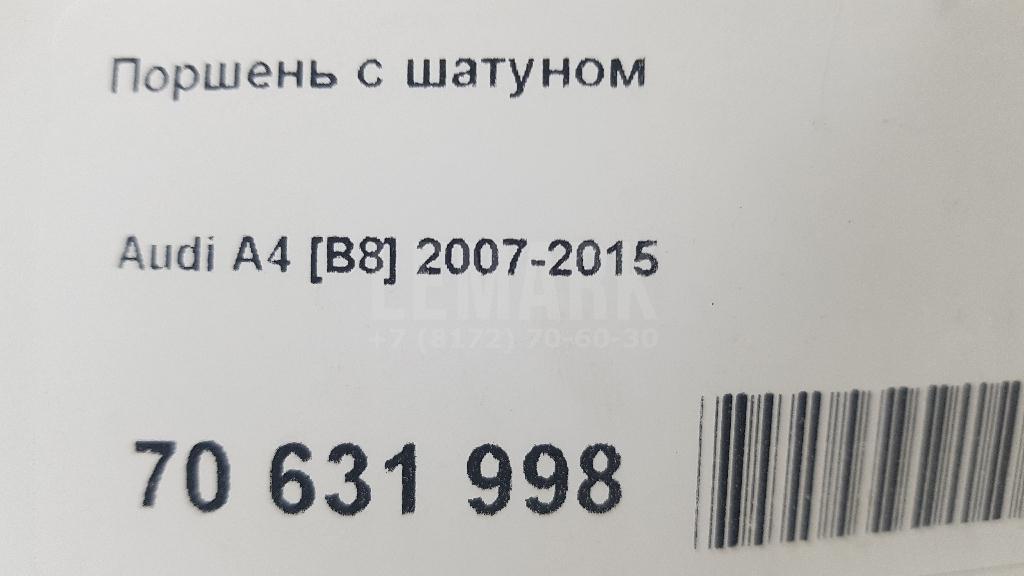 Поршень с шатуном
Audi A4 [B8] 2007-2015
LEMARK
+7 (8172) 70-60-30
70 631 998